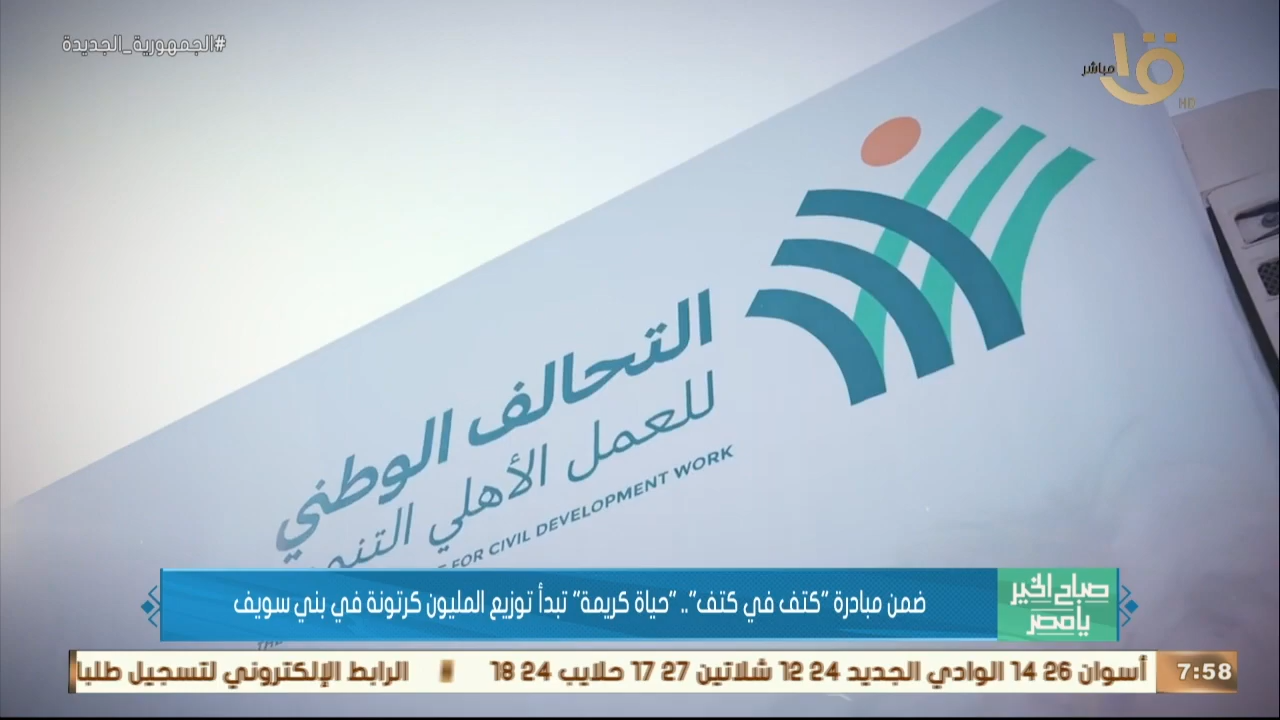 #الجمهورية_الجديدة
مباشر
HD
التحالف الوطني
للعمل الأهلي
FOR CIVIL DEVELOPMENT WORK
صباح الخير
يا مصر
ضمن مبادرة "كتف في كتف".. "حياة كريمة" تبدأ توزيع المليون كرتونة في بني سويف
7:58
أسوان 26 14 الوادي الجديد 24 12 شلاتين 27 17 حلايب 24 18
الرابط الإلكتروني لتسجيل